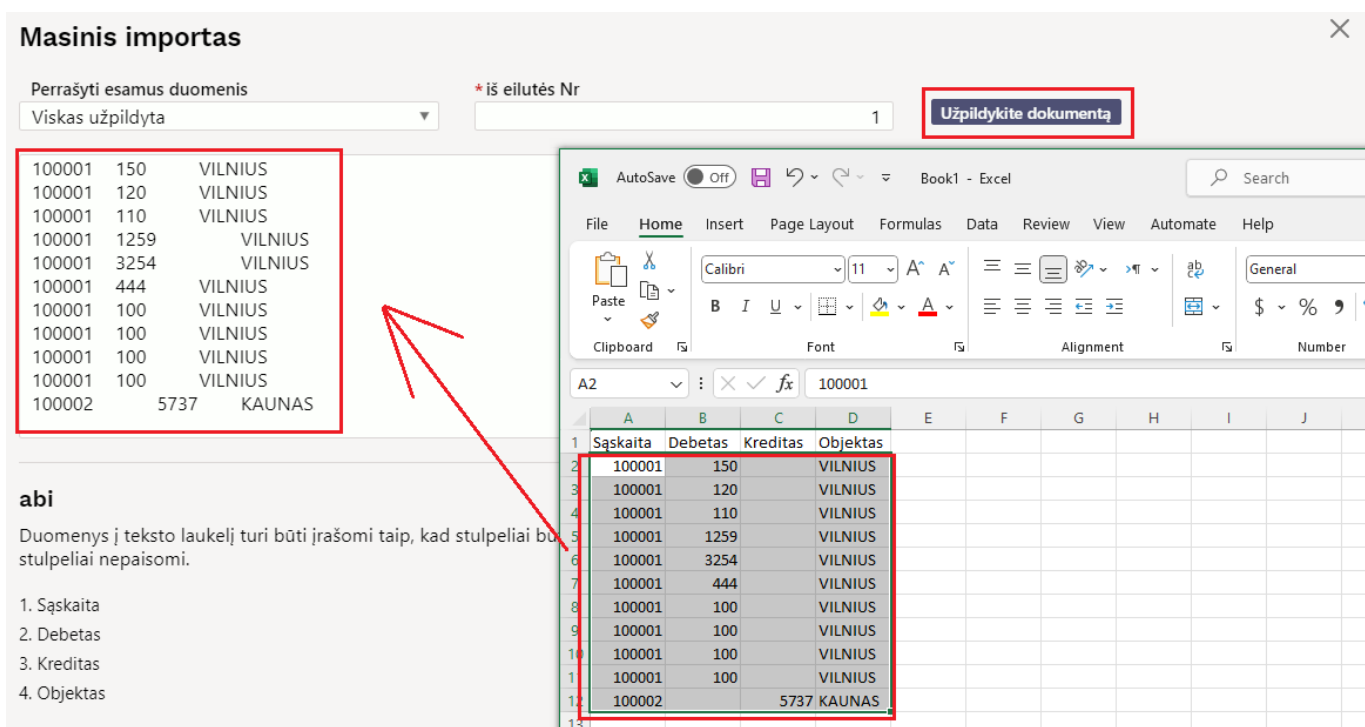 Masinis importas
Perrašyti esamus duomenis
* iš eilutės Nr
Viskas užpildyta
1
Užpildykite dokumentą
100001 150 VILNIUS
100001 120 VILNIUS
100001 110 VILNIUS
100001 1259 VILNIUS
100001 3254 VILNIUS
100001 444 VILNIUS
100001 100 VILNIUS
100001 100 VILNIUS
100001 100 VILNIUS
100001 100 VILNIUS
100002 5737 KAUNAS
abi
Duomenys į teksto laukelį turi būti įrašomi taip, kad stulpeliai
stulpeliai nepaisomi.
1. Sąskaita
2. Debetas
3. Kreditas
4. Objektas
AutoSave Off Book1 - Excel Search
File Home Insert Page Layout Formulas Data Review View Automate Help
Paste Calibri 11 A A ab General
B I U A $ % 9
Clipboard Font Alignment Number
A2 fx 100001
A B C D E F G H I J
1 Sąskaita Debetas Kreditas Objektas
2 100001 150 VILNIUS
3 100001 120 VILNIUS
4 100001 110 VILNIUS
5 100001 1259 VILNIUS
6 100001 3254 VILNIUS
7 100001 444 VILNIUS
8 100001 100 VILNIUS
9 100001 100 VILNIUS
10 100001 100 VILNIUS
11 100001 100 VILNIUS
12 100002 5737 KAUNAS
13